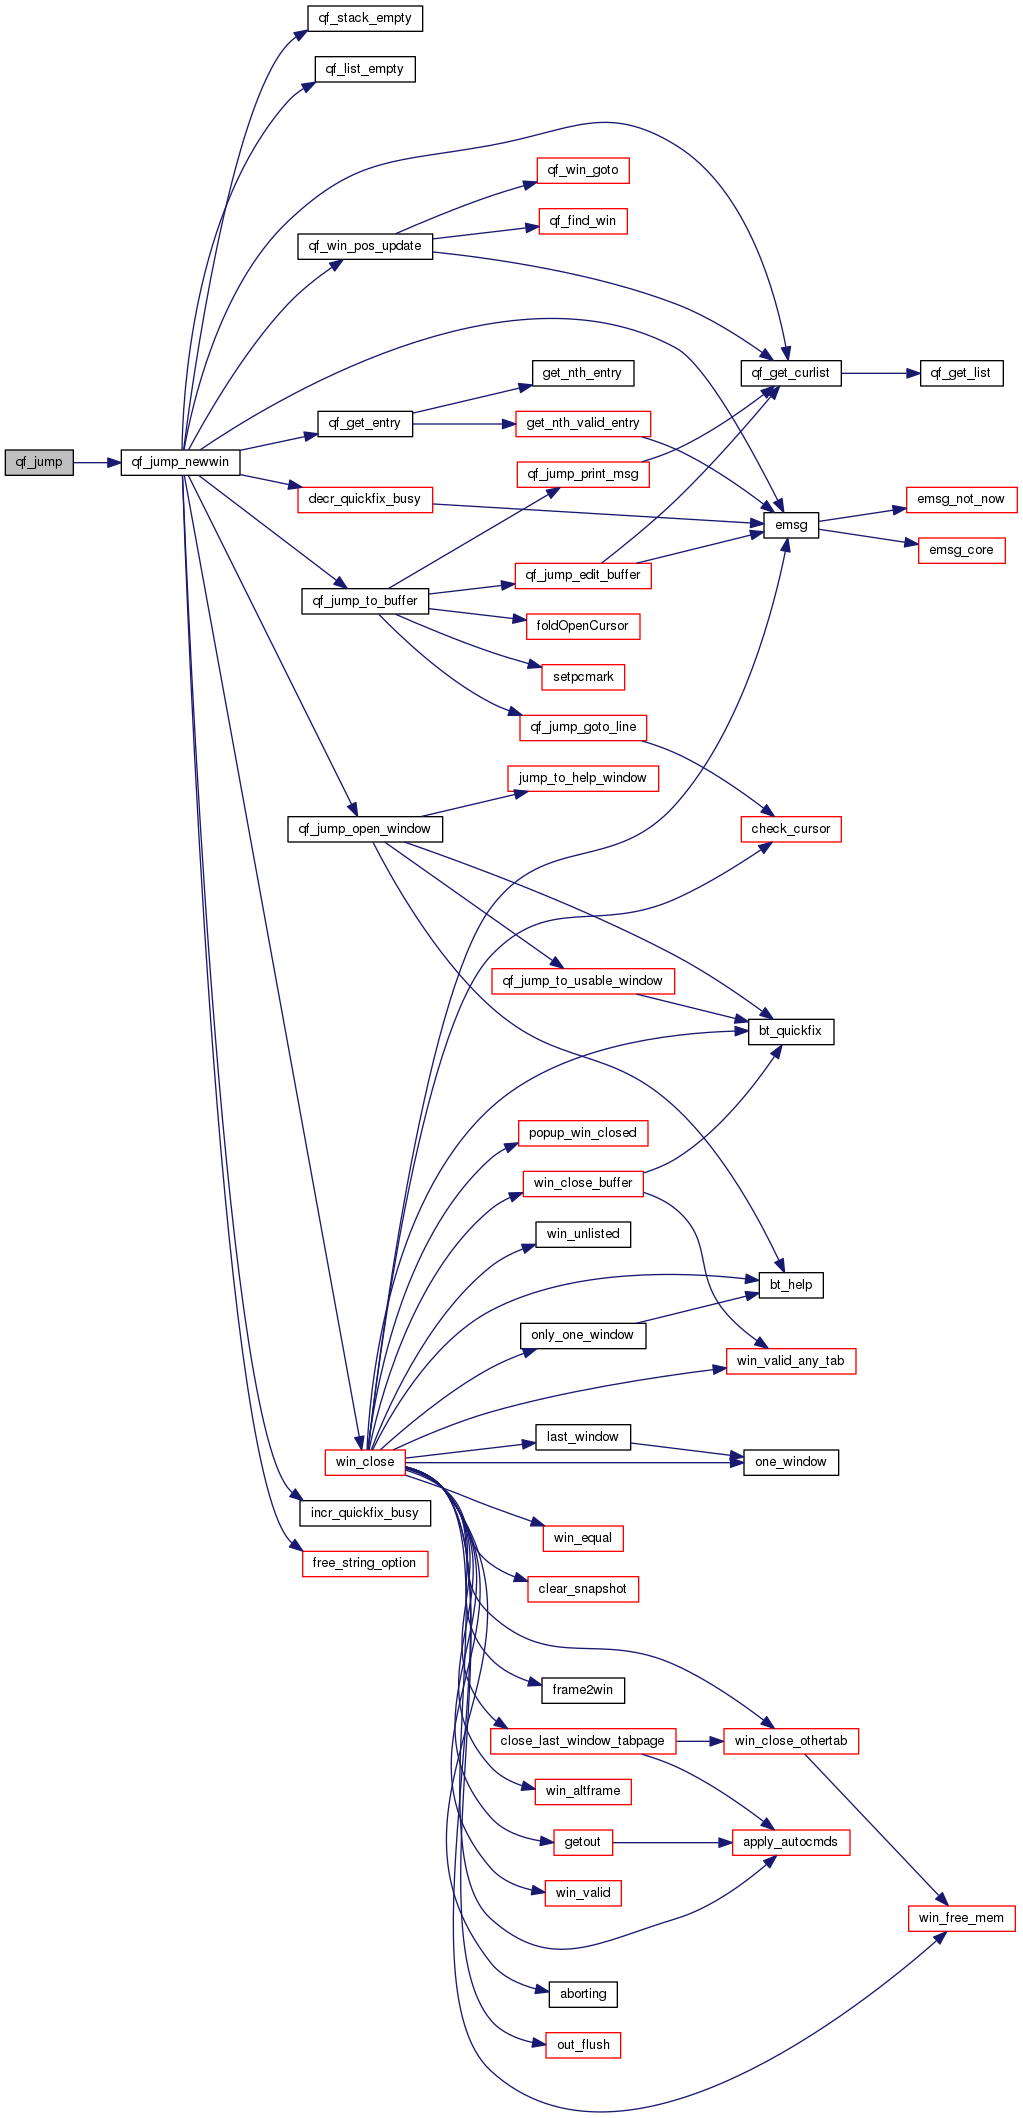 qf_stack_empty
qf_list_empty
qf_win_goto
qf_find_win
qf_win_pos_update
get_nth_entry
qf_get_curlist
qf_get_list
qf_get_entry
get_nth_valid_entry
qf_jump
qf_jump_newwin
qf_jump_print_msg
decr_quickfix_busy
emsg_not_now
emsg
emsg_core
qf_jump_edit_buffer
qf_jump_to_buffer
foldOpenCursor
setpcmark
qf_jump_goto_line
jump_to_help_window
qf_jump_open_window
check_cursor
qf_jump_to_usable_window
bt_quickfix
popup_win_closed
win_close_buffer
win_unlisted
bt_help
only_one_window
win_valid_any_tab
last_window
win_close
one_window
incr_quickfix_busy
win_equal
free_string_option
clear_snapshot
frame2win
close_last_window_tabpage
win_close_othertab
win_altframe
getout
apply_autocmds
win_valid
win_free_mem
aborting
out_flush